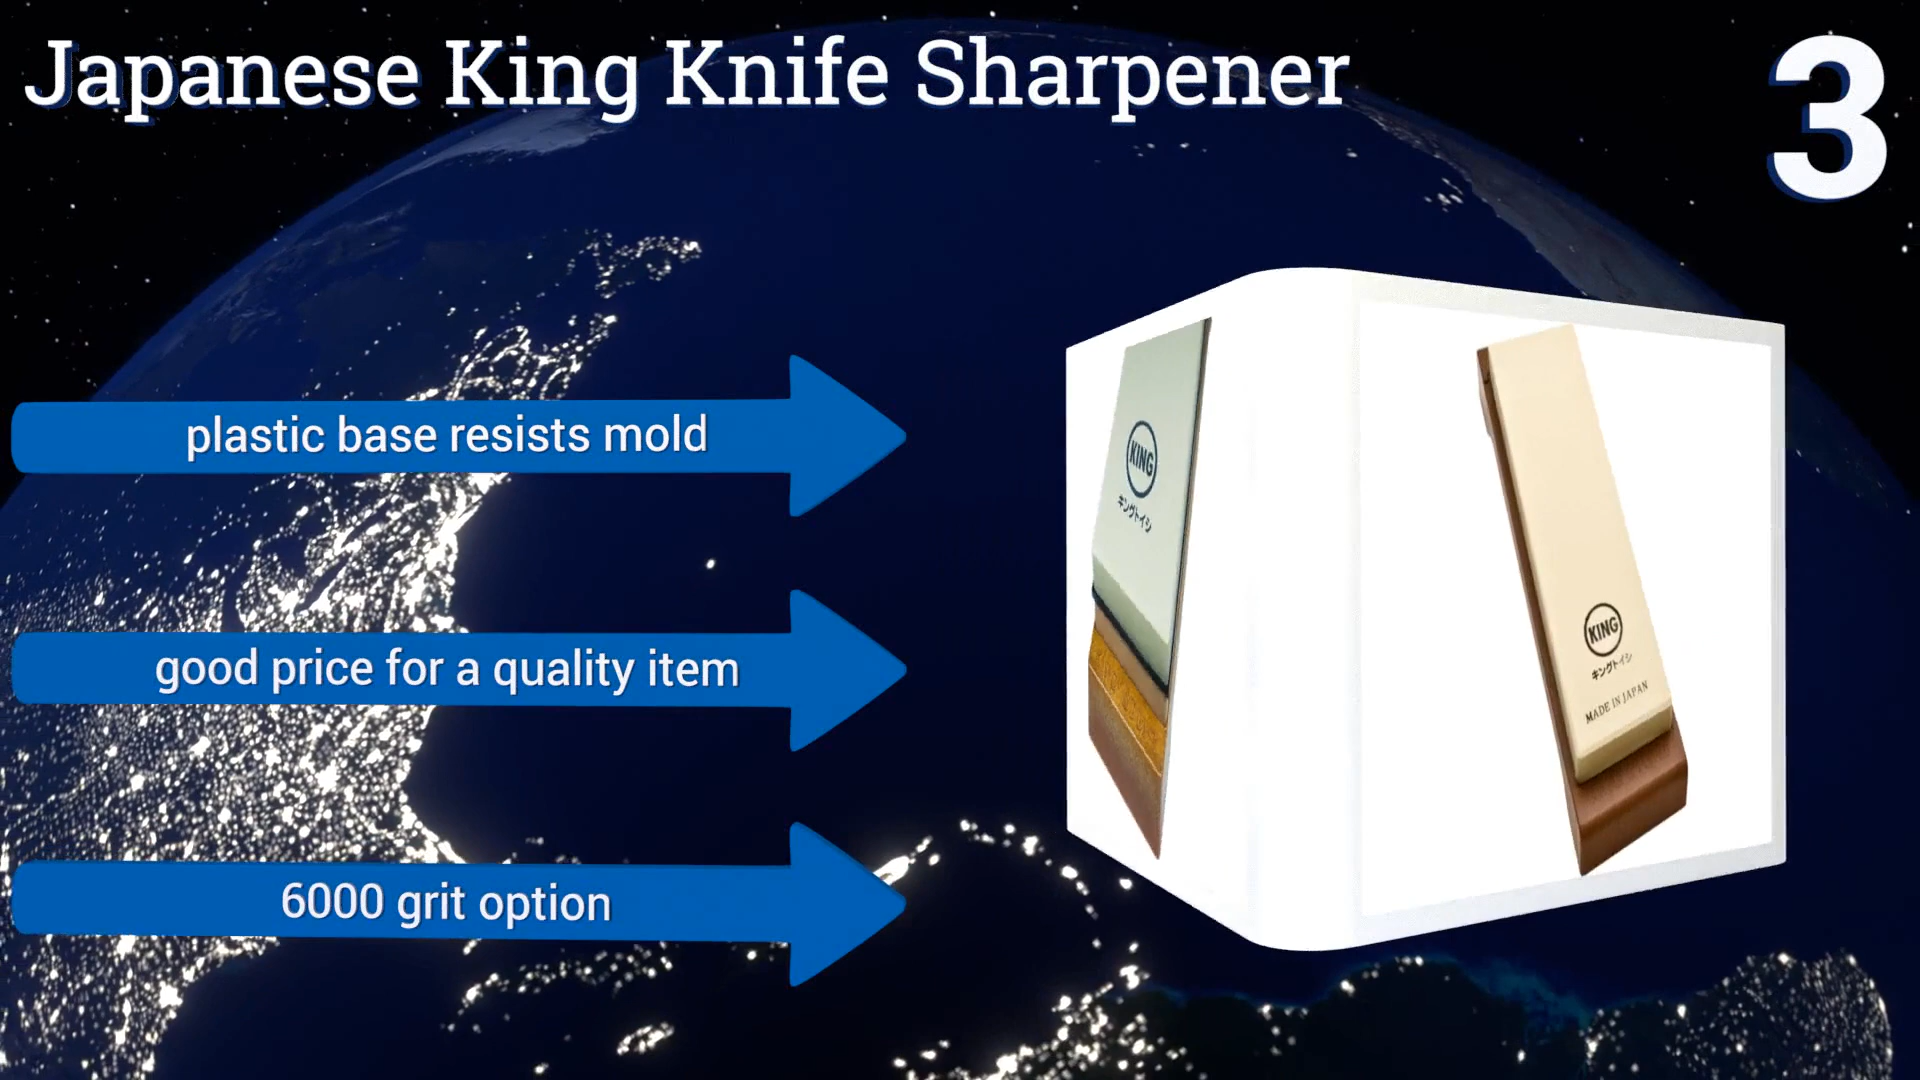 Japanese King Knife Sharpener
3
plastic base resists mold
good price for a quality item
6000 grit option
KING
キングトイシ
KING
キングトイシ
MADE IN JAPAN